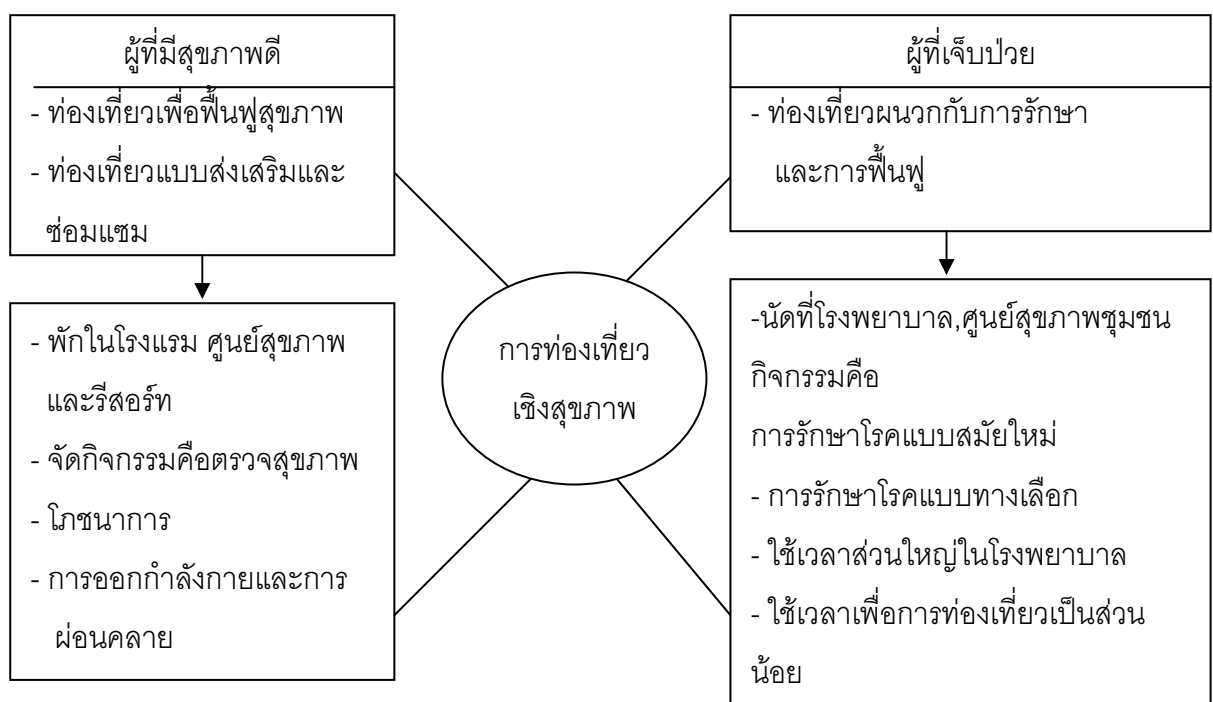 ผู้ที่มีสุขภาพดี
- ท่องเที่ยวเพื่อฟื้นฟูสุขภาพ
- ท่องเที่ยวแบบส่งเสริมและ
ซ่อมแซม
- พักในโรงแรม ศูนย์สุขภาพ
และรีสอร์ท
- จัดกิจกรรมคือตรวจสุขภาพ
- โภชนาการ
- การออกกำลังกายและการ
ผ่อนคลาย
การท่องเที่ยว
เชิงสุขภาพ
ผู้ที่เจ็บป่วย
- ท่องเที่ยวผนวกกับการรักษา
และการฟื้นฟู
-นัดที่โรงพยาบาล,ศูนย์สุขภาพชุมชน
กิจกรรมคือ
การรักษาโรคแบบสมัยใหม่
- การรักษาโรคแบบทางเลือก
- ใช้เวลาส่วนใหญ่ในโรงพยาบาล
- ใช้เวลาเพื่อการท่องเที่ยวเป็นส่วน
น้อย